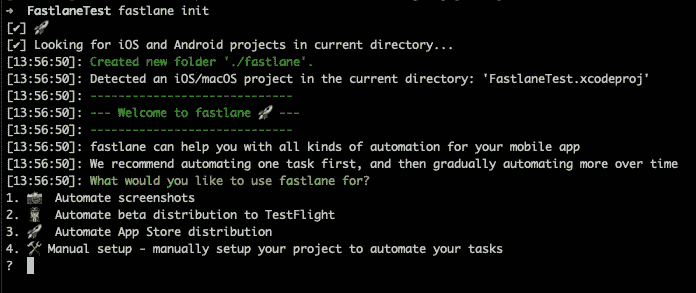 → FastlaneTest fastlane init
[✔] 🚀
[✔] Looking for iOS and Android projects in current directory...
[13:56:50]: Created new folder './fastlane'.
[13:56:50]: Detected an iOS/macOS project in the current directory: 'FastlaneTest.xcodeproj'
[13:56:50]: -----------------------------
[13:56:50]: --- Welcome to fastlane 🚀 ---
[13:56:50]: -----------------------------
[13:56:50]: fastlane can help you with all kinds of automation for your mobile app
[13:56:50]: We recommend automating one task first, and then gradually automating more over time
[13:56:50]: What would you like to use fastlane for?
1. 📸 Automate screenshots
2. ✈️ Automate beta distribution to TestFlight
3. 🚀 Automate App Store distribution
4. 🛠 Manual setup - manually setup your project to automate your tasks
?